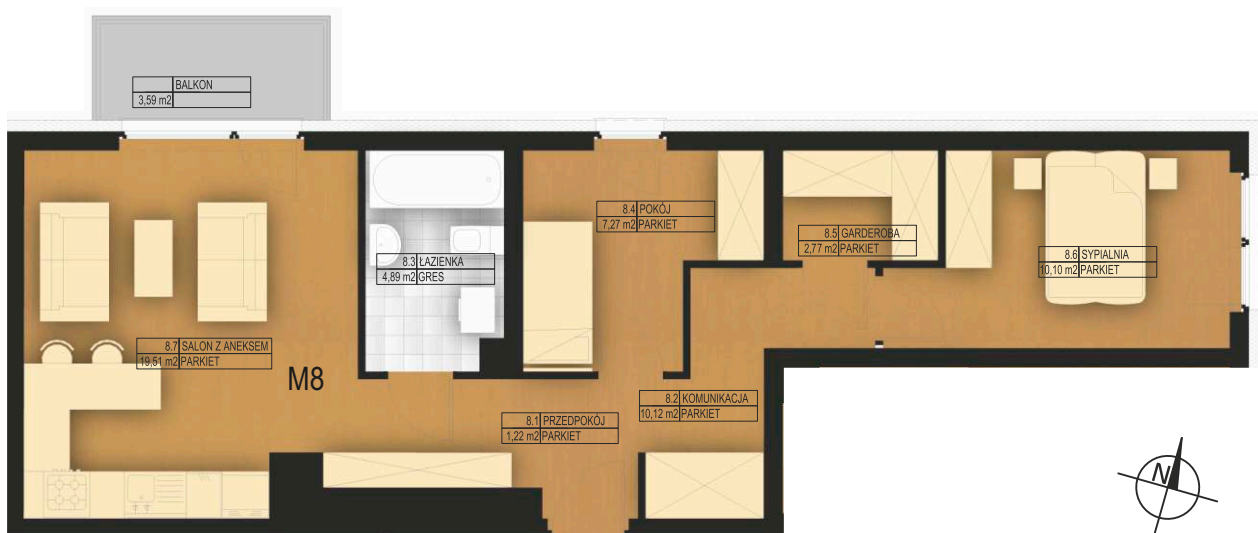 BALKON
3,59 m2
8.4 POKÓJ
7,27 m2 PARKIET
8.5 GARDEROBA
2,77 m2 PARKIET
8.3 ŁAZIENKA
4,89 m2 GRES
8.6 SYPIALNIA
10,10 m2 PARKIET
8.7 SALON Z ANEKSEM
19,51 m2 PARKIET
M8
8.2 KOMUNIKACJA
10,12 m2 PARKIET
8.1 PRZEDPOKÓJ
1,22 m2 PARKIET
N